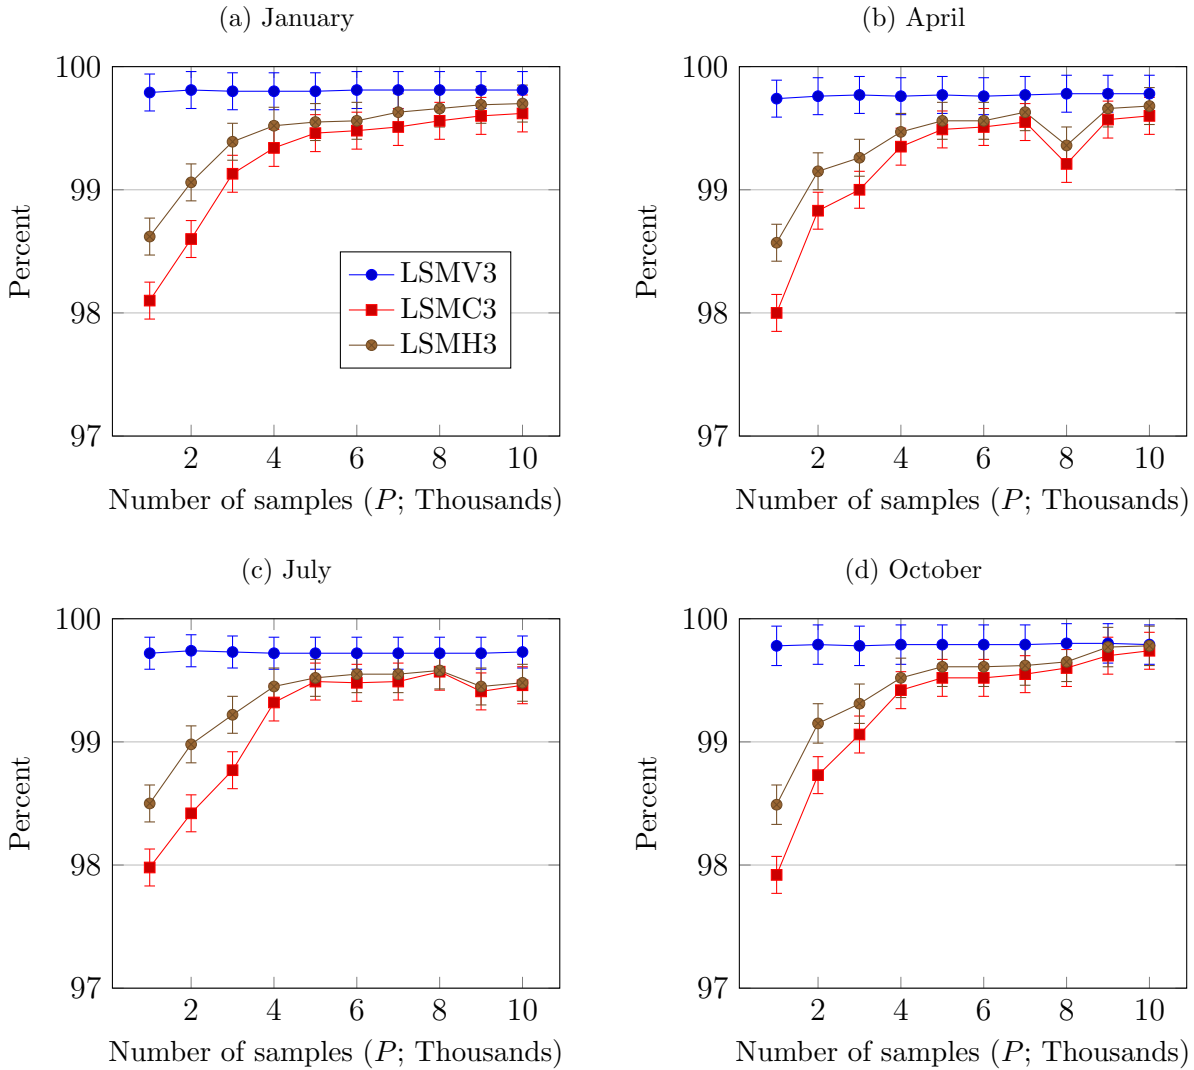 (a) January
(b) April
100
99
98
97
Percent
LSMV3
LSMC3
LSMH3
2 4 6 8 10
Number of samples (P; Thousands)
100
99
98
97
Percent
2 4 6 8 10
Number of samples (P; Thousands)
(c) July
(d) October
100
99
98
97
Percent
2 4 6 8 10
Number of samples (P; Thousands)
100
99
98
97
Percent
2 4 6 8 10
Number of samples (P; Thousands)